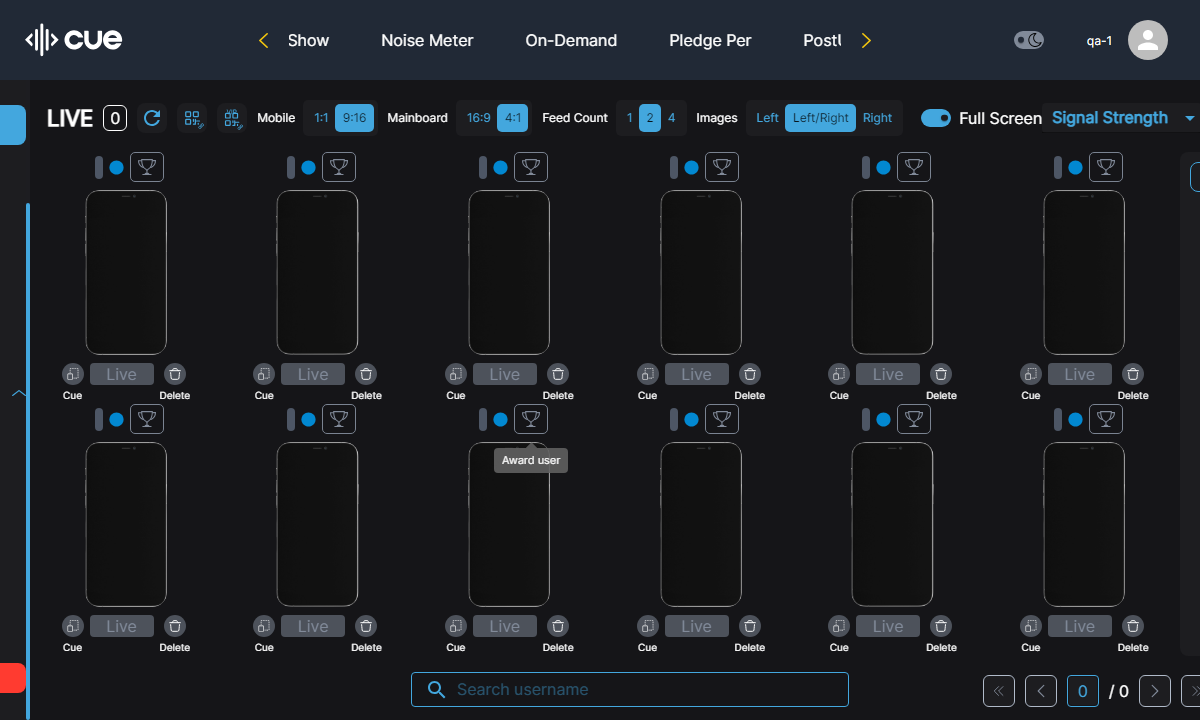 cue
Show Noise Meter On-Demand Pledge Per PostU qa-1
LIVE 0 Mobile 1:1 9:16 Mainboard 16:9 4:1 Feed Count 1 2 4 Images Left Left/Right Right Full Screen Signal Strength
Live Live Live Live Live Live
Cue Delete Cue Delete Cue Delete Cue Delete Cue Delete Cue Delete
Award user
Live Live Live Live Live Live
Cue Delete Cue Delete Cue Delete Cue Delete Cue Delete Cue Delete
Search username
0 / 0